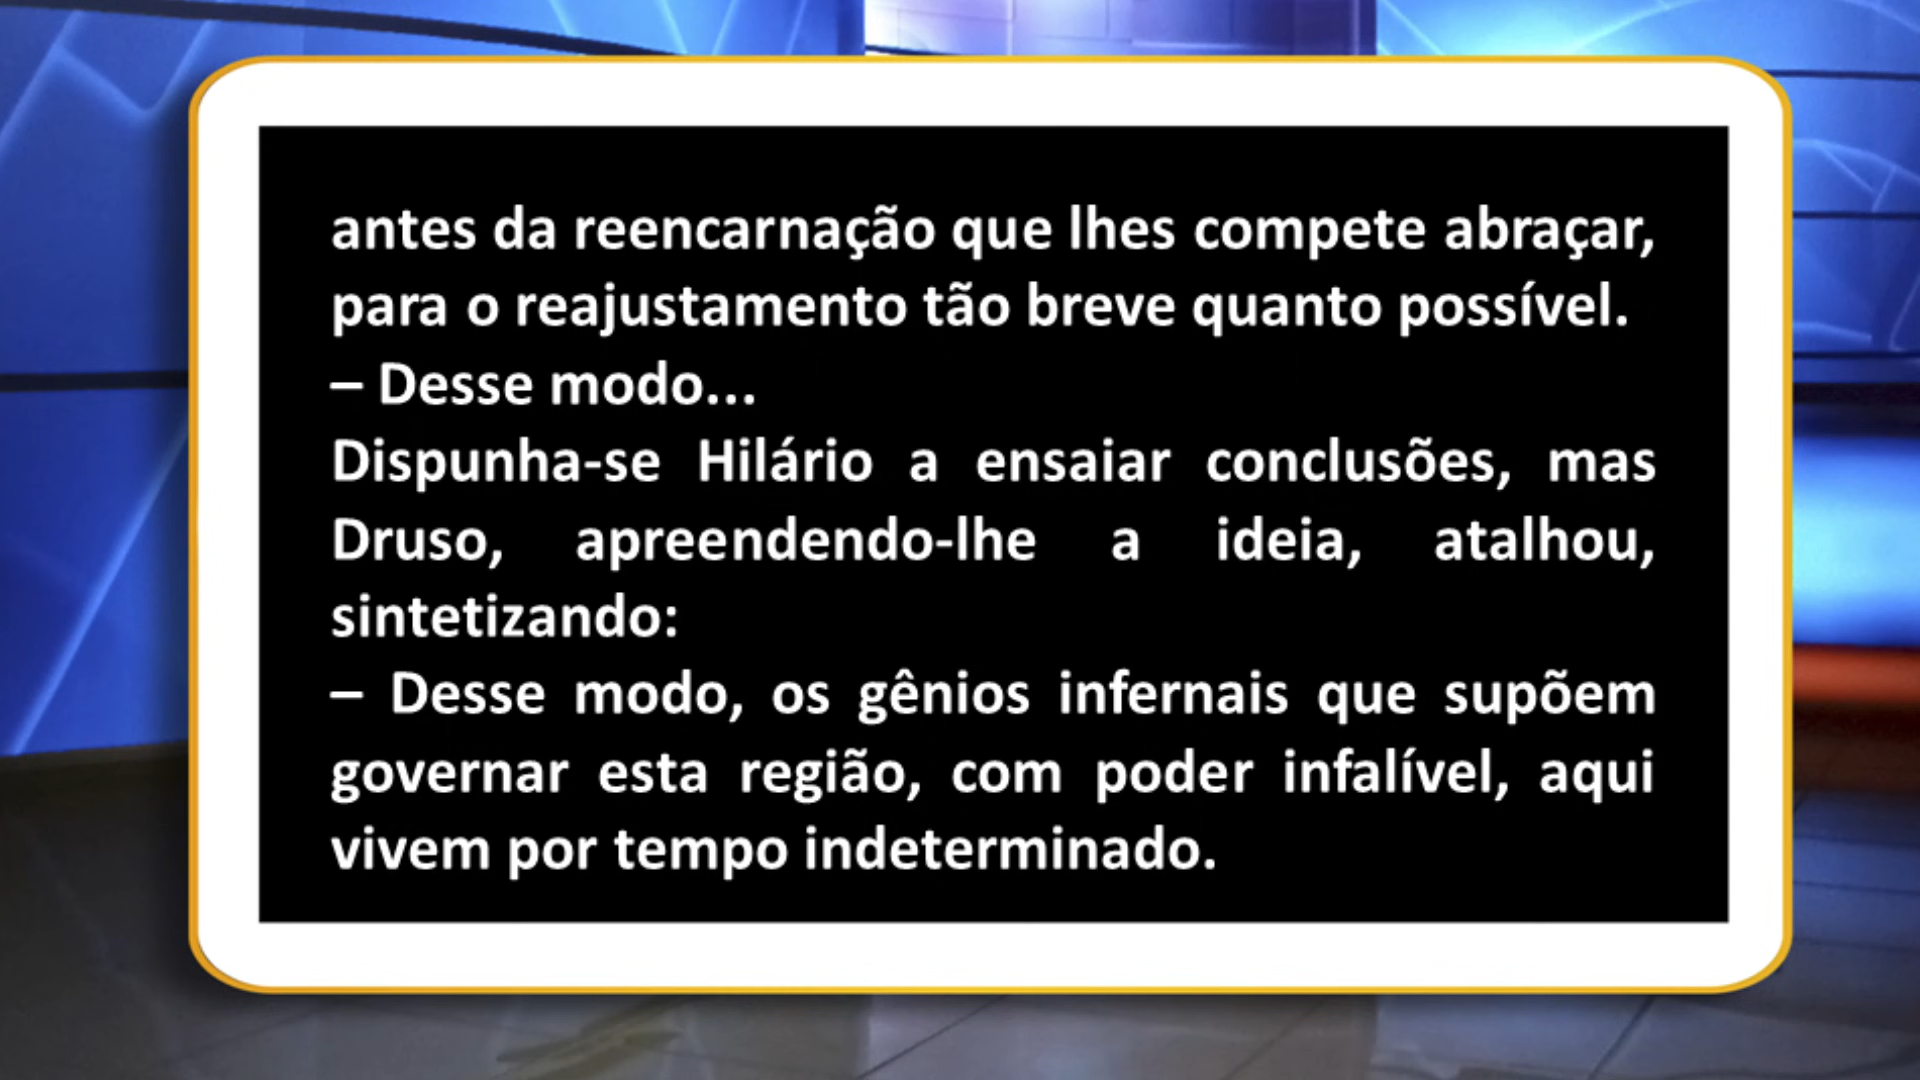 antes da reencarnação que lhes compete abraçar,
para o reajustamento tão breve quanto possível.
– Desse modo...
Dispunha-se Hilário a ensaiar conclusões, mas
Druso, apreendendo-lhe a ideia, atalhou,
sintetizando:
– Desse modo, os gênios infernais que supõem
governar esta região, com poder infalível, aqui
vivem por tempo indeterminado.